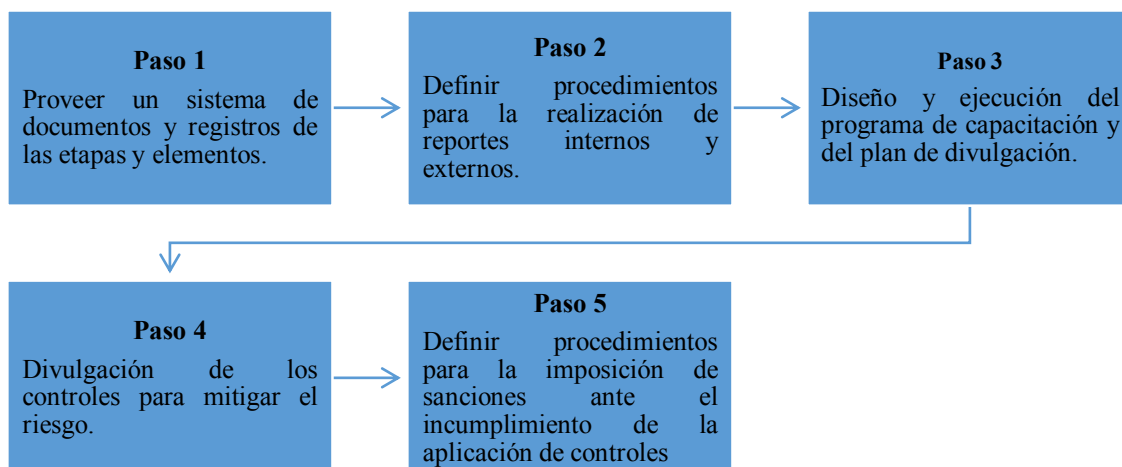 Paso 1
Proveer un sistema de
documentos y registros de
las etapas y elementos.
Paso 2
Definir procedimientos
para la realización de
reportes internos y
externos.
Paso 3
Diseño y ejecución del
programa de capacitación y
del plan de divulgación.
Paso 4
Divulgación de los
controles para mitigar el
riesgo.
Paso 5
Definir procedimientos
para la imposición de
sanciones ante el
incumplimiento de la
aplicación de controles